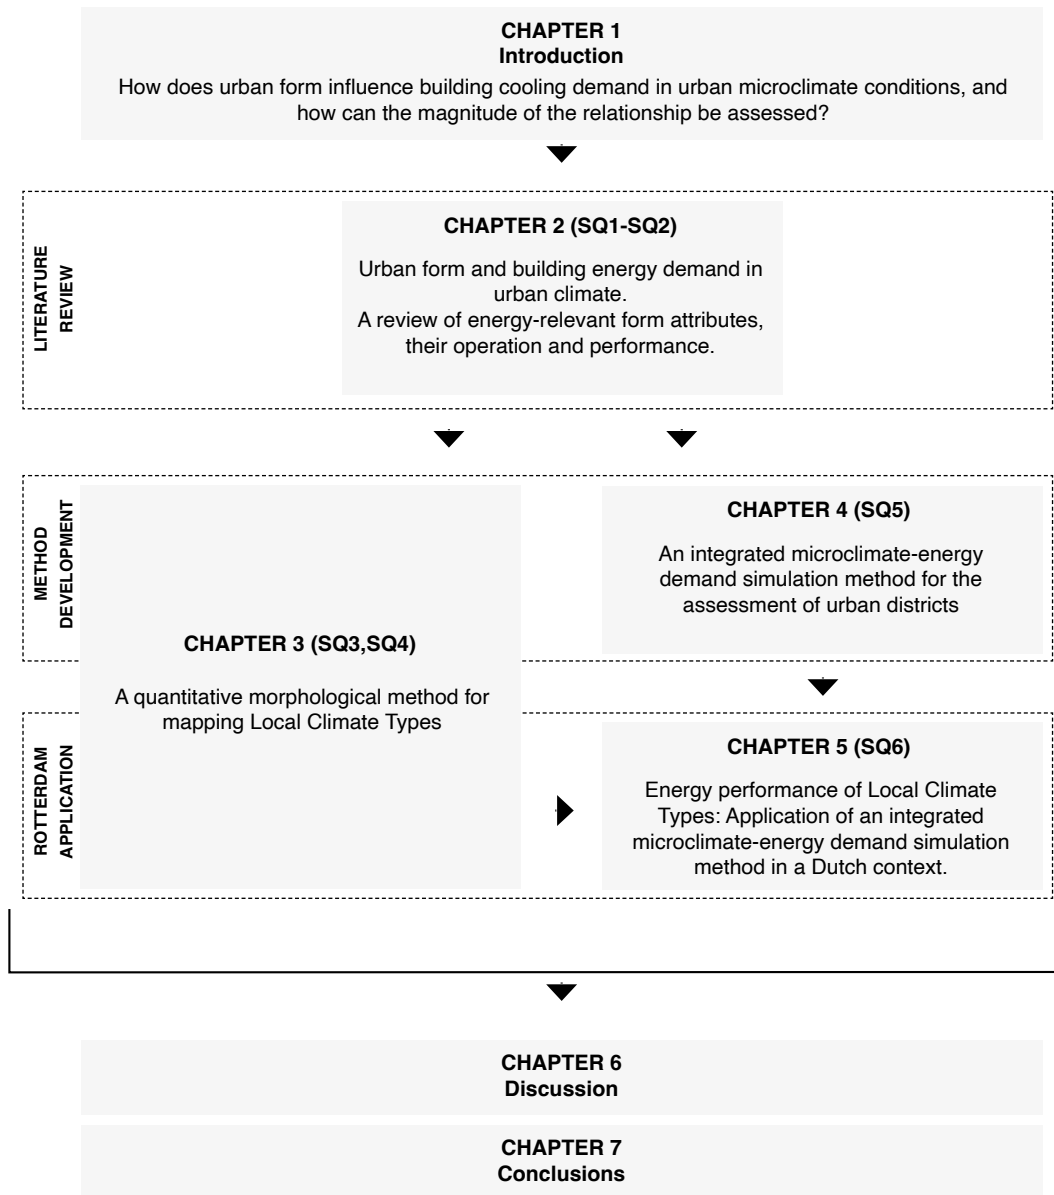 CHAPTER 1
Introduction
How does urban form influence building cooling demand in urban microclimate conditions, and
how can the magnitude of the relationship be assessed?
LITERATURE
REVIEW
CHAPTER 2 (SQ1-SQ2)
Urban form and building energy demand in
urban climate.
A review of energy-relevant form attributes,
their operation and performance.
METHOD
DEVELOPMENT
CHAPTER 3 (SQ3,SQ4)
A quantitative morphological method for
mapping Local Climate Types
CHAPTER 4 (SQ5)
An integrated microclimate-energy
demand simulation method for the
assessment of urban districts
ROTTERDAM
APPLICATION
CHAPTER 5 (SQ6)
Energy performance of Local Climate
Types: Application of an integrated
microclimate-energy demand simulation
method in a Dutch context.
CHAPTER 6
Discussion
CHAPTER 7
Conclusions